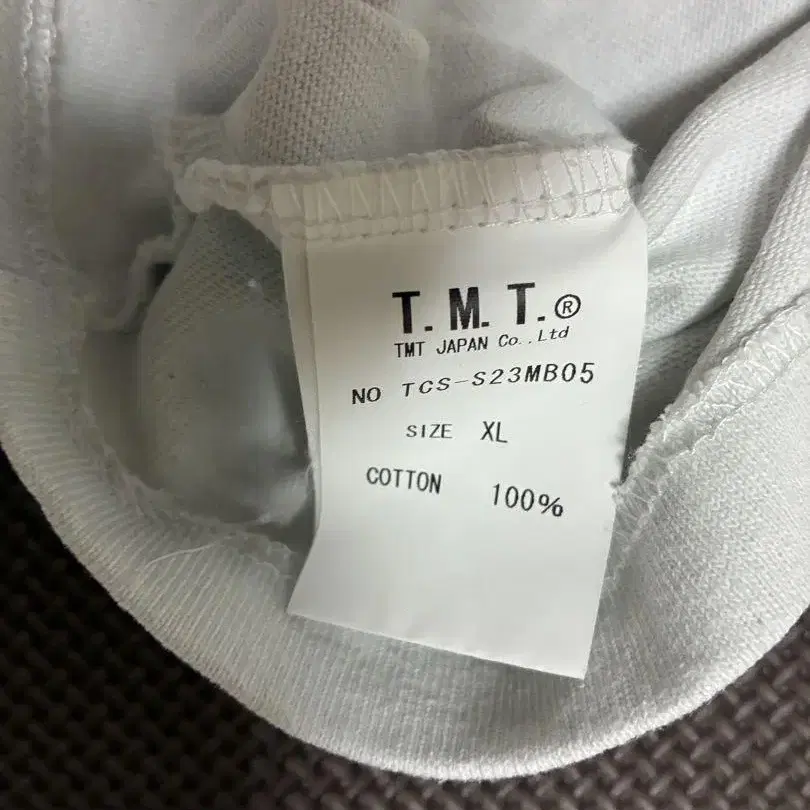 T.M.T.®
TMT JAPAN Co.,Ltd
NO TCS-S23MB05
SIZE XL
COTTON 100%